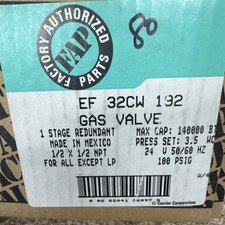 FACTORY AUTHORIZED PARTS
FAP
80
EF 32CW 192
GAS VALVE
1 STAGE REDUNDANT
MADE IN MEXICO
1/2 X 1/2 NPT
FOR ALL EXCEPT LP
MAX CAP: 140000 BT
PRESS SET: 3.5 WC
24 V 50/60 HZ
100 PSIG
© Carrier Corporation